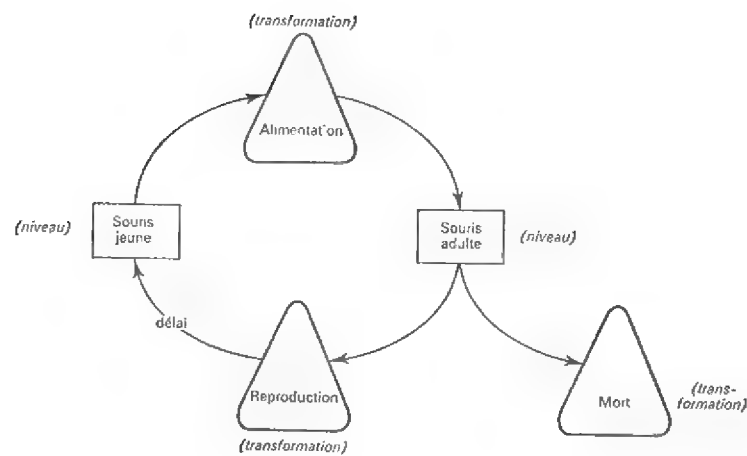 (transformation)
Alimentation
Souris
jeune
(niveau)
Souris
adulte
(niveau)
délai
Reproduction
(transformation)
Mort
(trans-
formation)